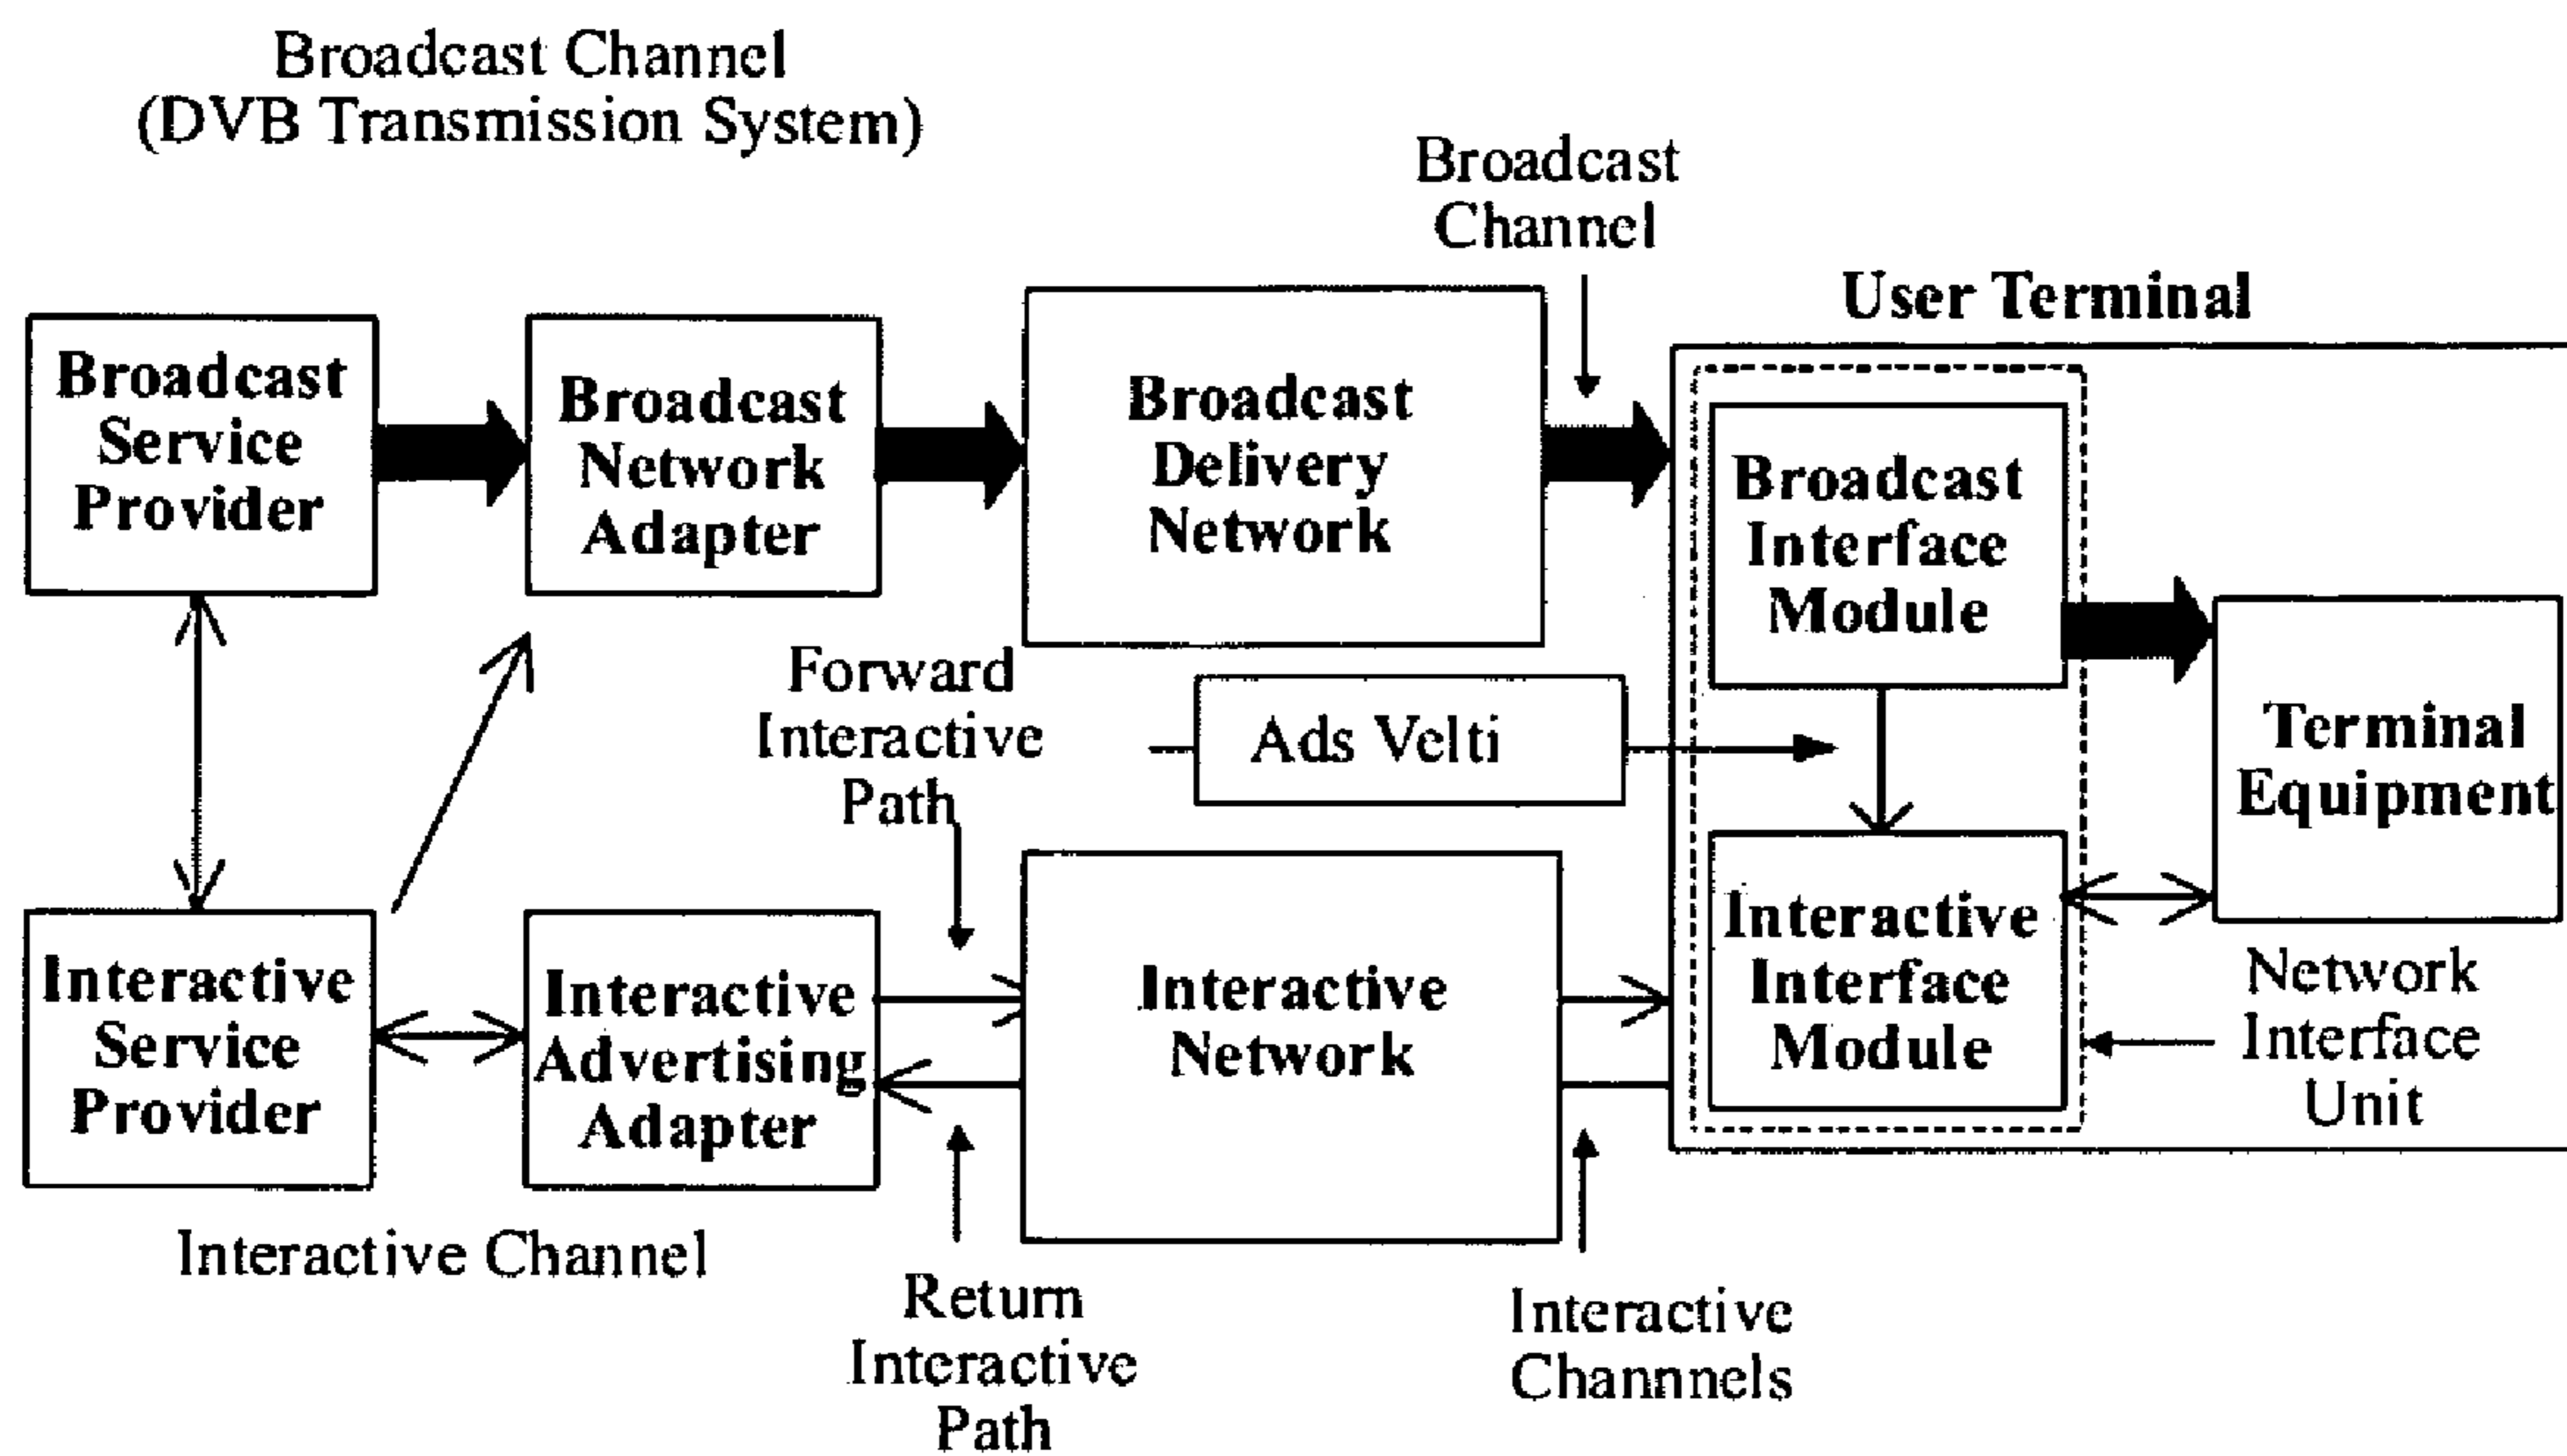 Broadcast Channel
(DVB Transmission System)
Broadcast
Channel
User Terminal
Broadcast
Service
Provider
Broadcast
Network
Adapter
Broadcast
Delivery
Network
Broadcast
Interface
Module
Forward
Interactive
Path
Ads Velti
Terminal
Equipment
Interactive
Service
Provider
Interactive
Advertising
Adapter
Interactive
Network
Interactive
Interface
Module
Network
Interface
Unit
Interactive Channel
Return
Interactive
Path
Interactive
Channnels